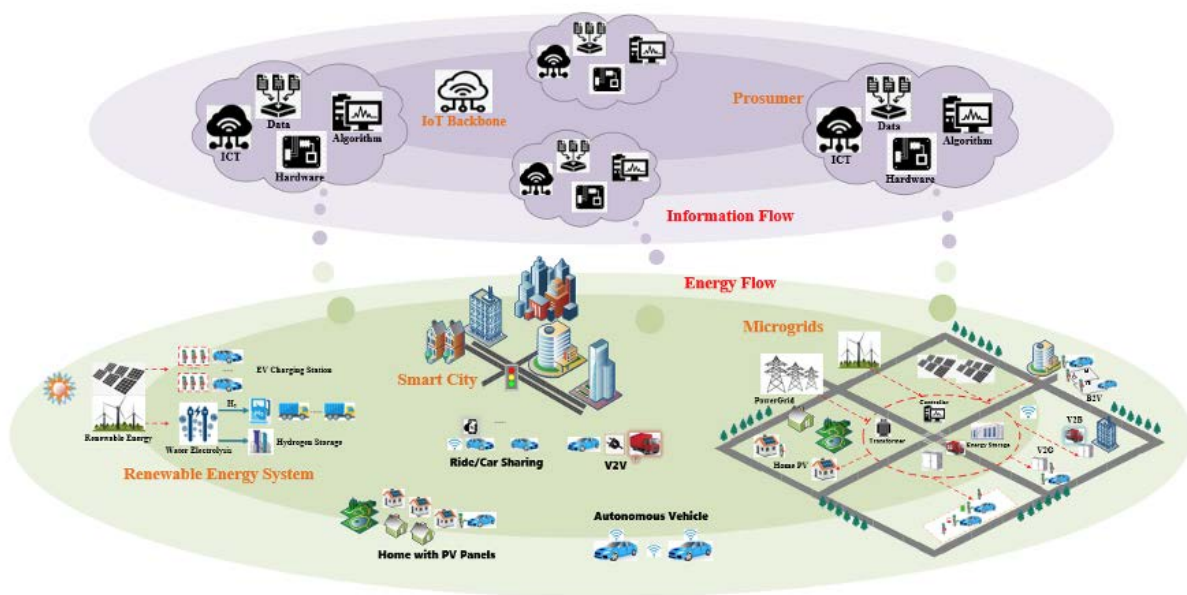 IoT Backbone
Prosumer
Data
ICT
Algorithm
Hardware
Data
ICT
Algorithm
Hardware
Information Flow
Energy Flow
Smart City
Microgrids
EV Charging Station
Renewable Energy
H₂
Water Electrolysis
Hydrogen Storage
Renewable Energy System
Ride/Car Sharing
V2V
Home with PV Panels
Autonomous Vehicle
PowerGrid
Controller
Transformer
Energy Storage
Home PV
B2V
V2B
V2G